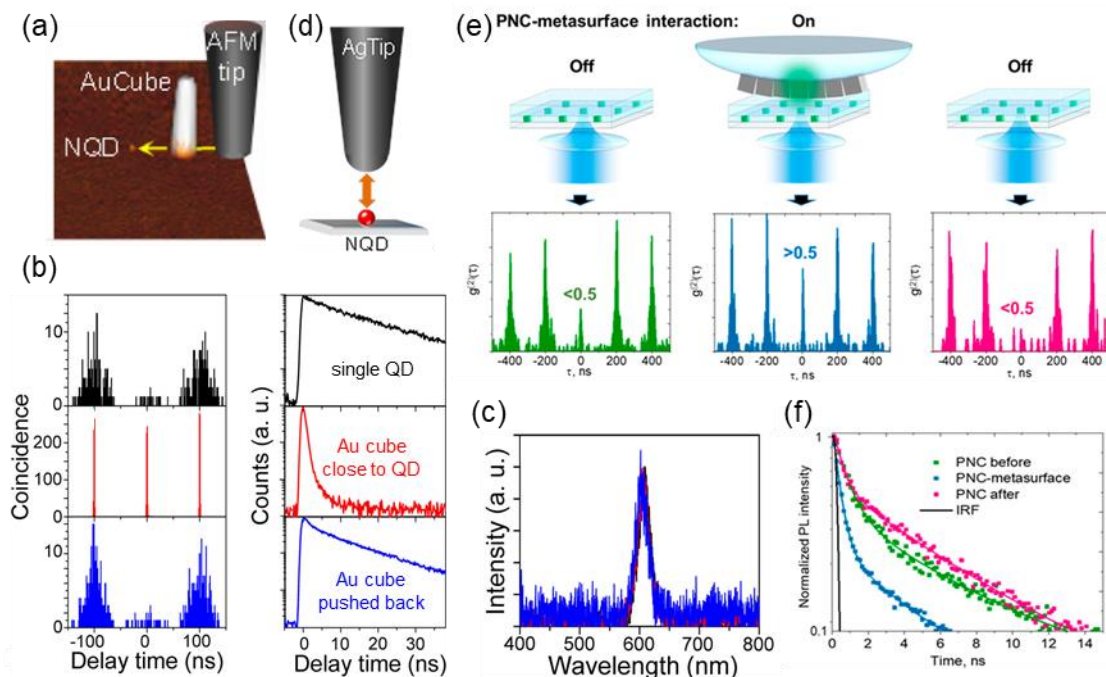 (a)
AFM
tip
AuCube
NQD
(d)
AgTip
NQD
(e)
PNC-metasurface interaction:
On
Off
Off
g(2)(τ)
<0.5
-400 -200 0 200 400
τ, ns
g(2)(τ)
>0.5
-400 -200 0 200 400
τ, ns
g(2)(τ)
<0.5
-400 -200 0 200 400
τ, ns
(b)
Coincidence
10
0
200
100
0
10
0
-100 0 100
Delay time (ns)
Counts (a. u.)
single QD
Au cube
close to QD
Au cube
pushed back
0 10 20 30
Delay time (ns)
(c)
Intensity (a. u.)
400 500 600 700 800
Wavelength (nm)
(f)
Normalized PL intensity
1
0.1
PNC before
PNC-metasurface
PNC after
IRF
0 2 4 6 8 10 12 14
Time, ns